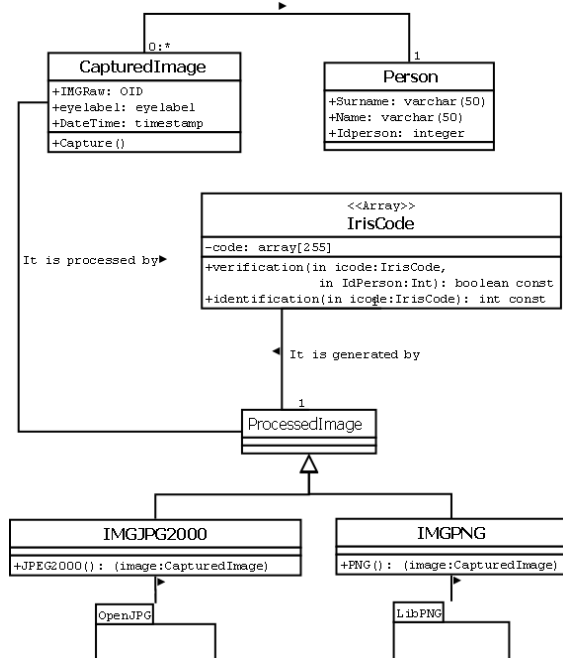 0:*
1
CapturedImage
+IMGRaw: OID
+eyelabel: eyelabel
+DateTime: timestamp
+Capture()
Person
+Surname: varchar(50)
+Name: varchar(50)
+Idperson: integer
<<Array>>
IrisCode
-code: array[255]
+verification(in icode:IrisCode,
in IdPerson:Int): boolean const
+identification(in icode:IrisCode): int const
1
It is processed by
It is generated by
1
ProcessedImage
IMGJPG2000
+JPEG2000(): (image:CapturedImage)
IMGPNG
+PNG(): (image:CapturedImage)
OpenJPG
LibPNG